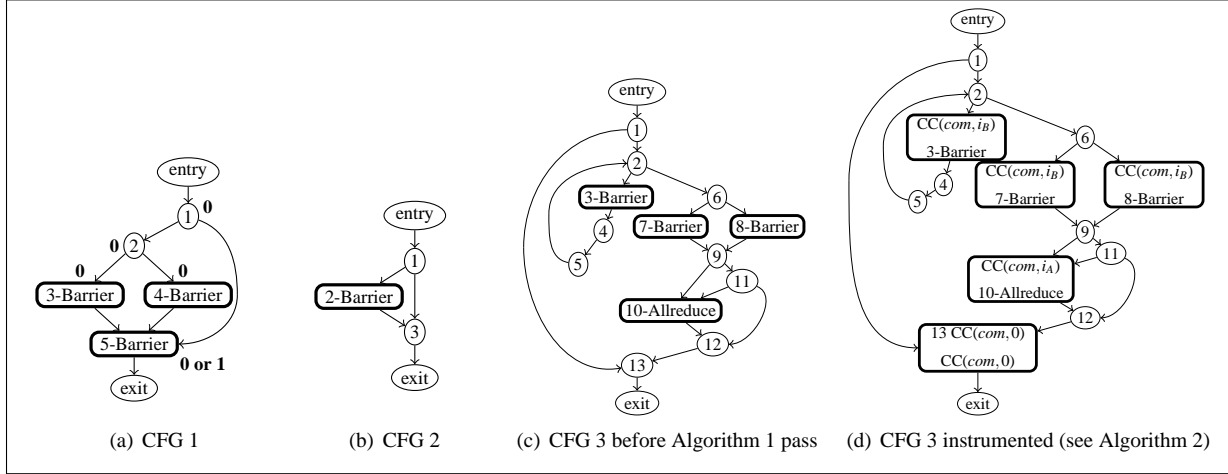 entry
1
0
2
0
0
0
3-Barrier
4-Barrier
5-Barrier
0 or 1
exit
(a) CFG 1
entry
1
2-Barrier
3
exit
(b) CFG 2
entry
1
2
3-Barrier
6
4
7-Barrier
8-Barrier
5
9
11
10-Allreduce
12
13
exit
(c) CFG 3 before Algorithm 1 pass
entry
1
2
CC(com, i_B)
3-Barrier
6
4
5
CC(com, i_B)
7-Barrier
CC(com, i_B)
8-Barrier
9
11
CC(com, i_A)
10-Allreduce
12
13 CC(com, 0)
CC(com, 0)
exit
(d) CFG 3 instrumented (see Algorithm 2)